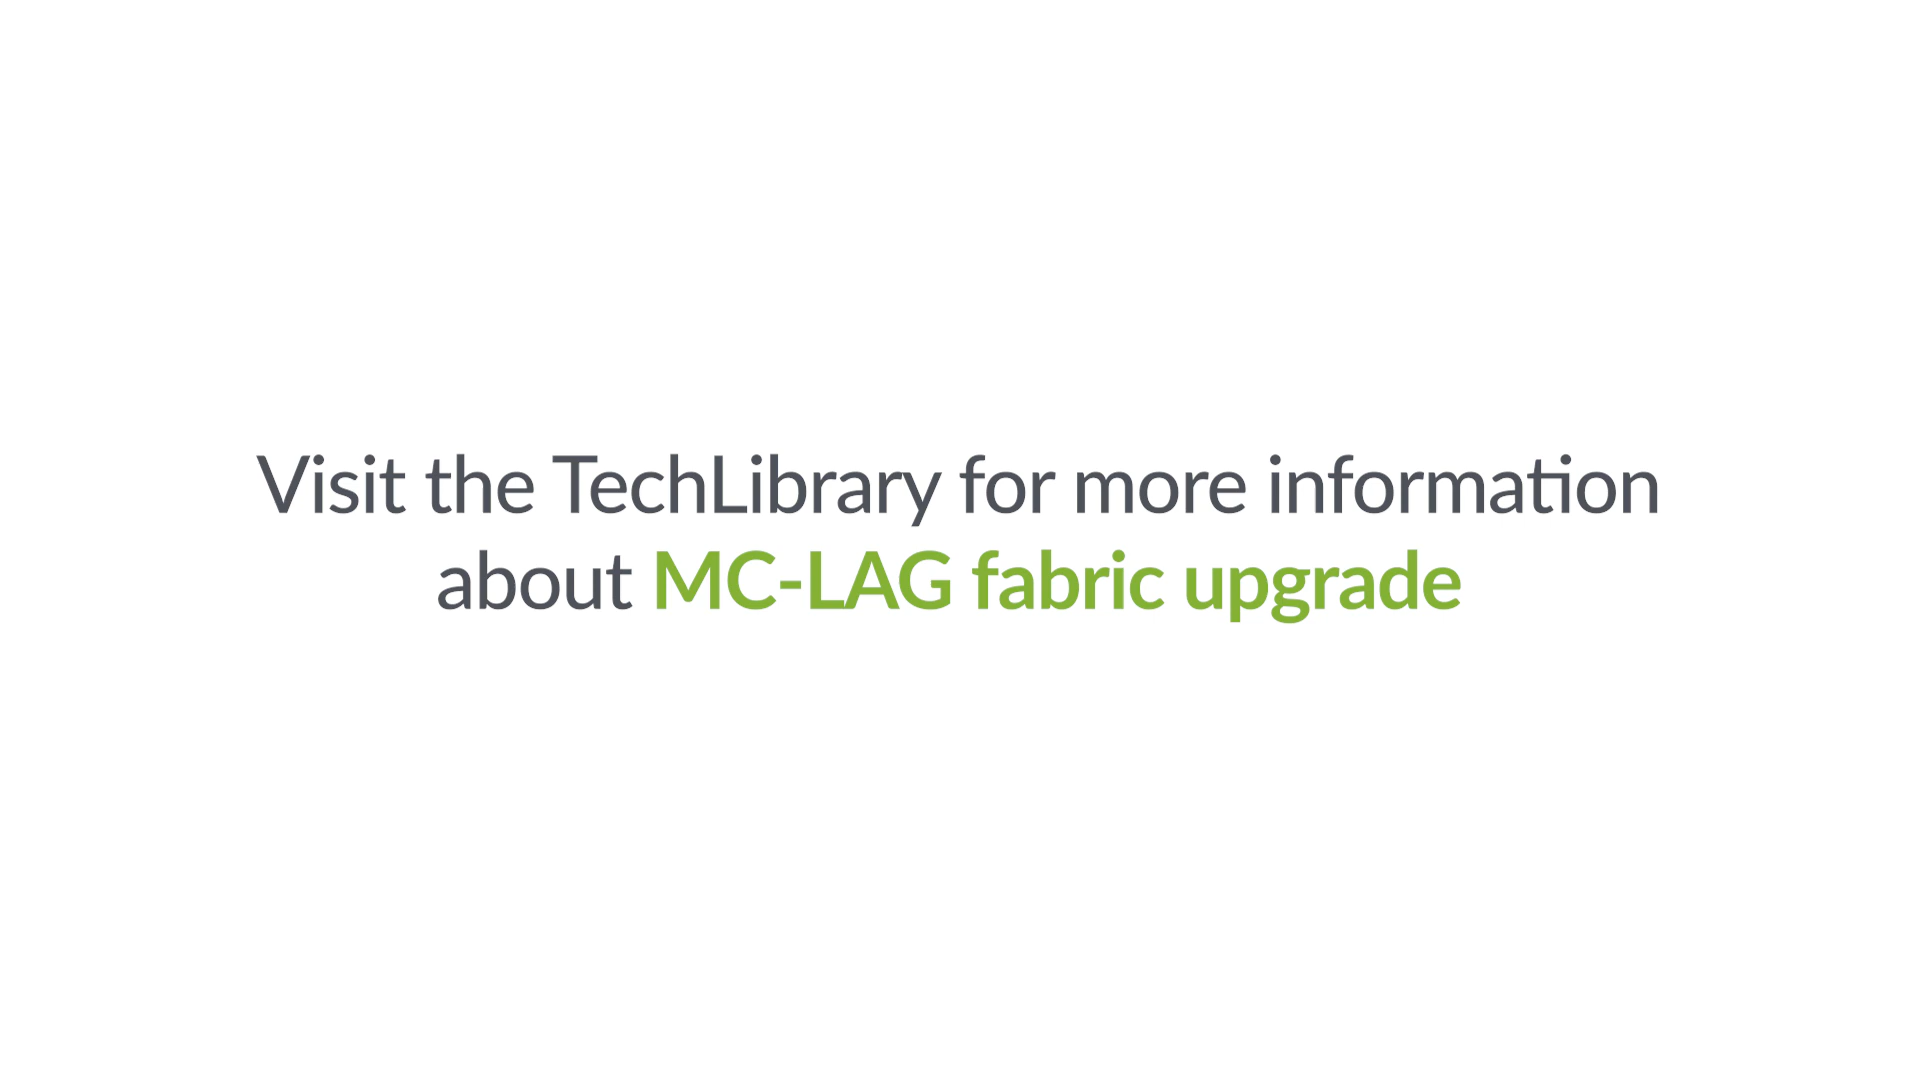 Visit the TechLibrary for more information
about MC-LAG fabric upgrade